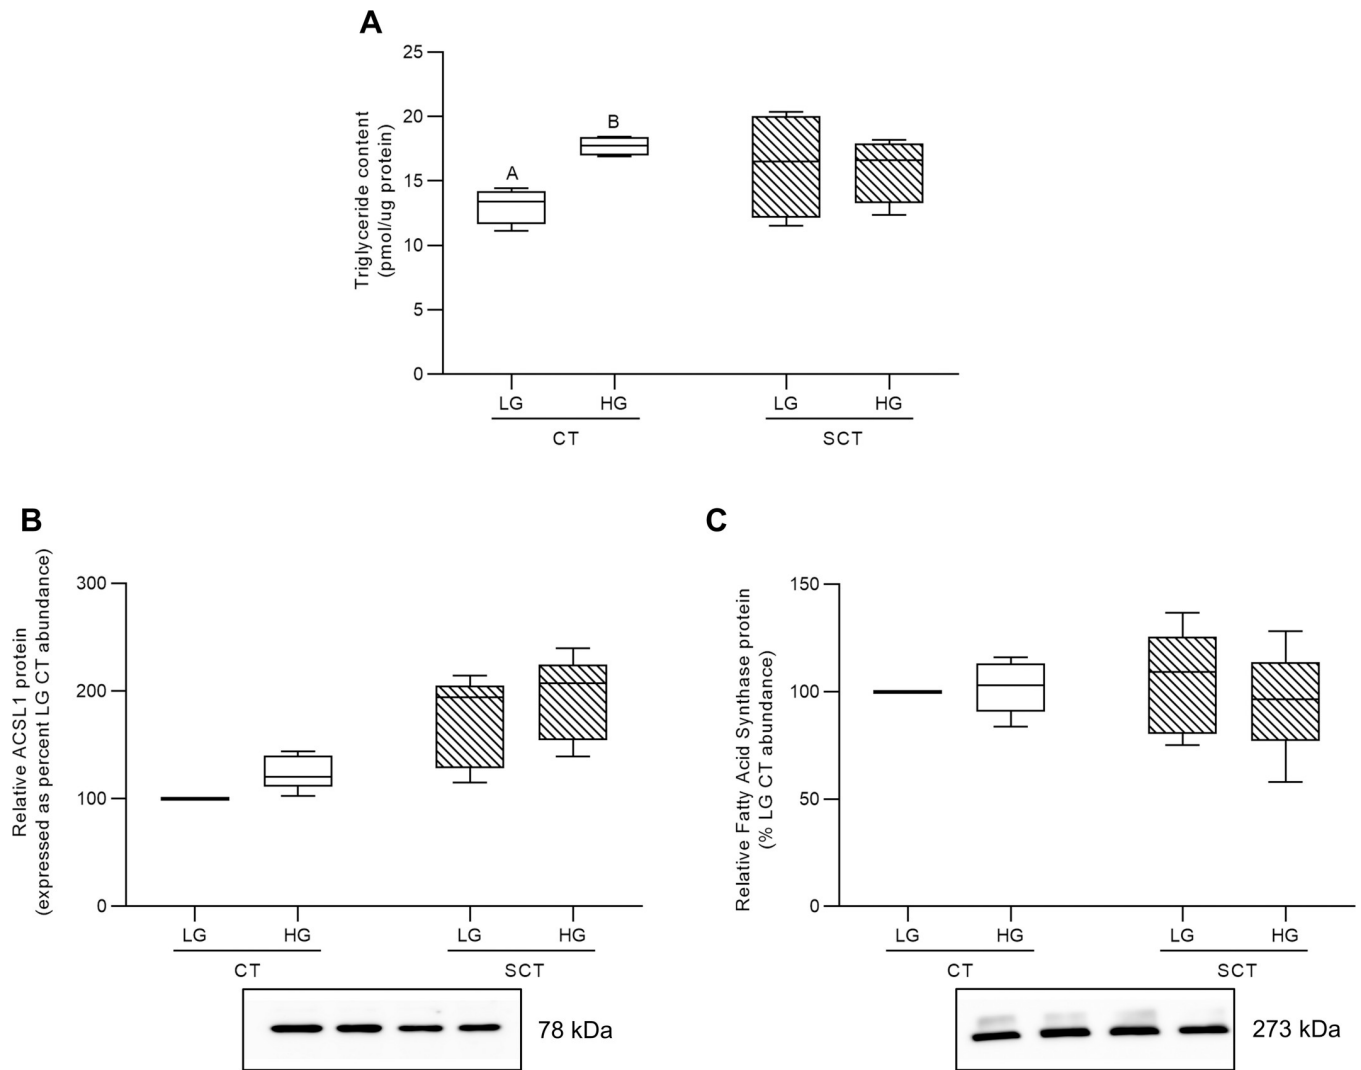 A
Triglyceride content
(pmol/ug protein)
25
20
15
10
5
0
A
B
LG
HG
LG
HG
CT
SCT
B
Relative ACSL1 protein
(expressed as percent LG CT abundance)
300
200
100
0
LG
HG
LG
HG
CT
SCT
78 kDa
C
Relative Fatty Acid Synthase protein
(% LG CT abundance)
150
100
50
0
LG
HG
LG
HG
CT
SCT
273 kDa